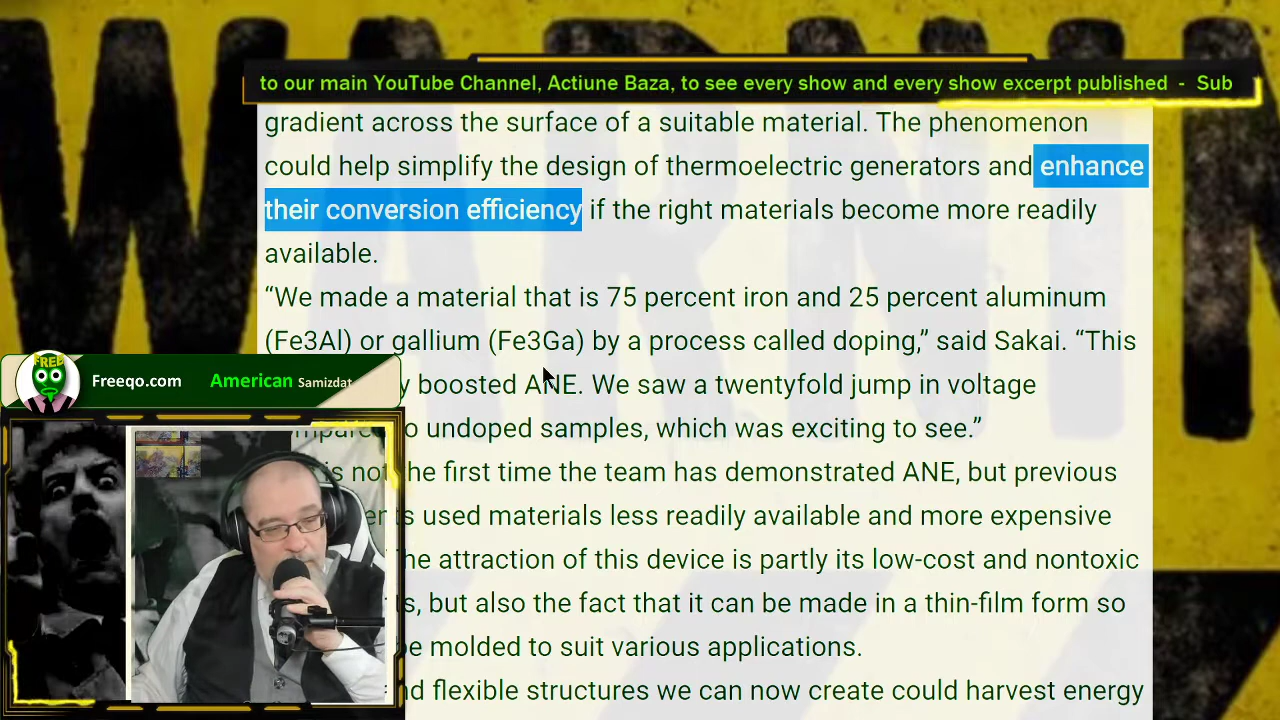 WARNING
to our main YouTube Channel, Actiune Baza, to see every show and every show excerpt published - Sub
gradient across the surface of a suitable material. The phenomenon
could help simplify the design of thermoelectric generators and enhance
their conversion efficiency if the right materials become more readily
available.
“We made a material that is 75 percent iron and 25 percent aluminum
(Fe3Al) or gallium (Fe3Ga) by a process called doping,” said Sakai. “This
boosted ANE. We saw a twentyfold jump in voltage
undoped samples, which was exciting to see.”
is not the first time the team has demonstrated ANE, but previous
used materials less readily available and more expensive
The attraction of this device is partly its low-cost and nontoxic
but also the fact that it can be made in a thin-film form so
be molded to suit various applications.
and flexible structures we can now create could harvest energy
FREE
Freeqo.com
American Samizdat